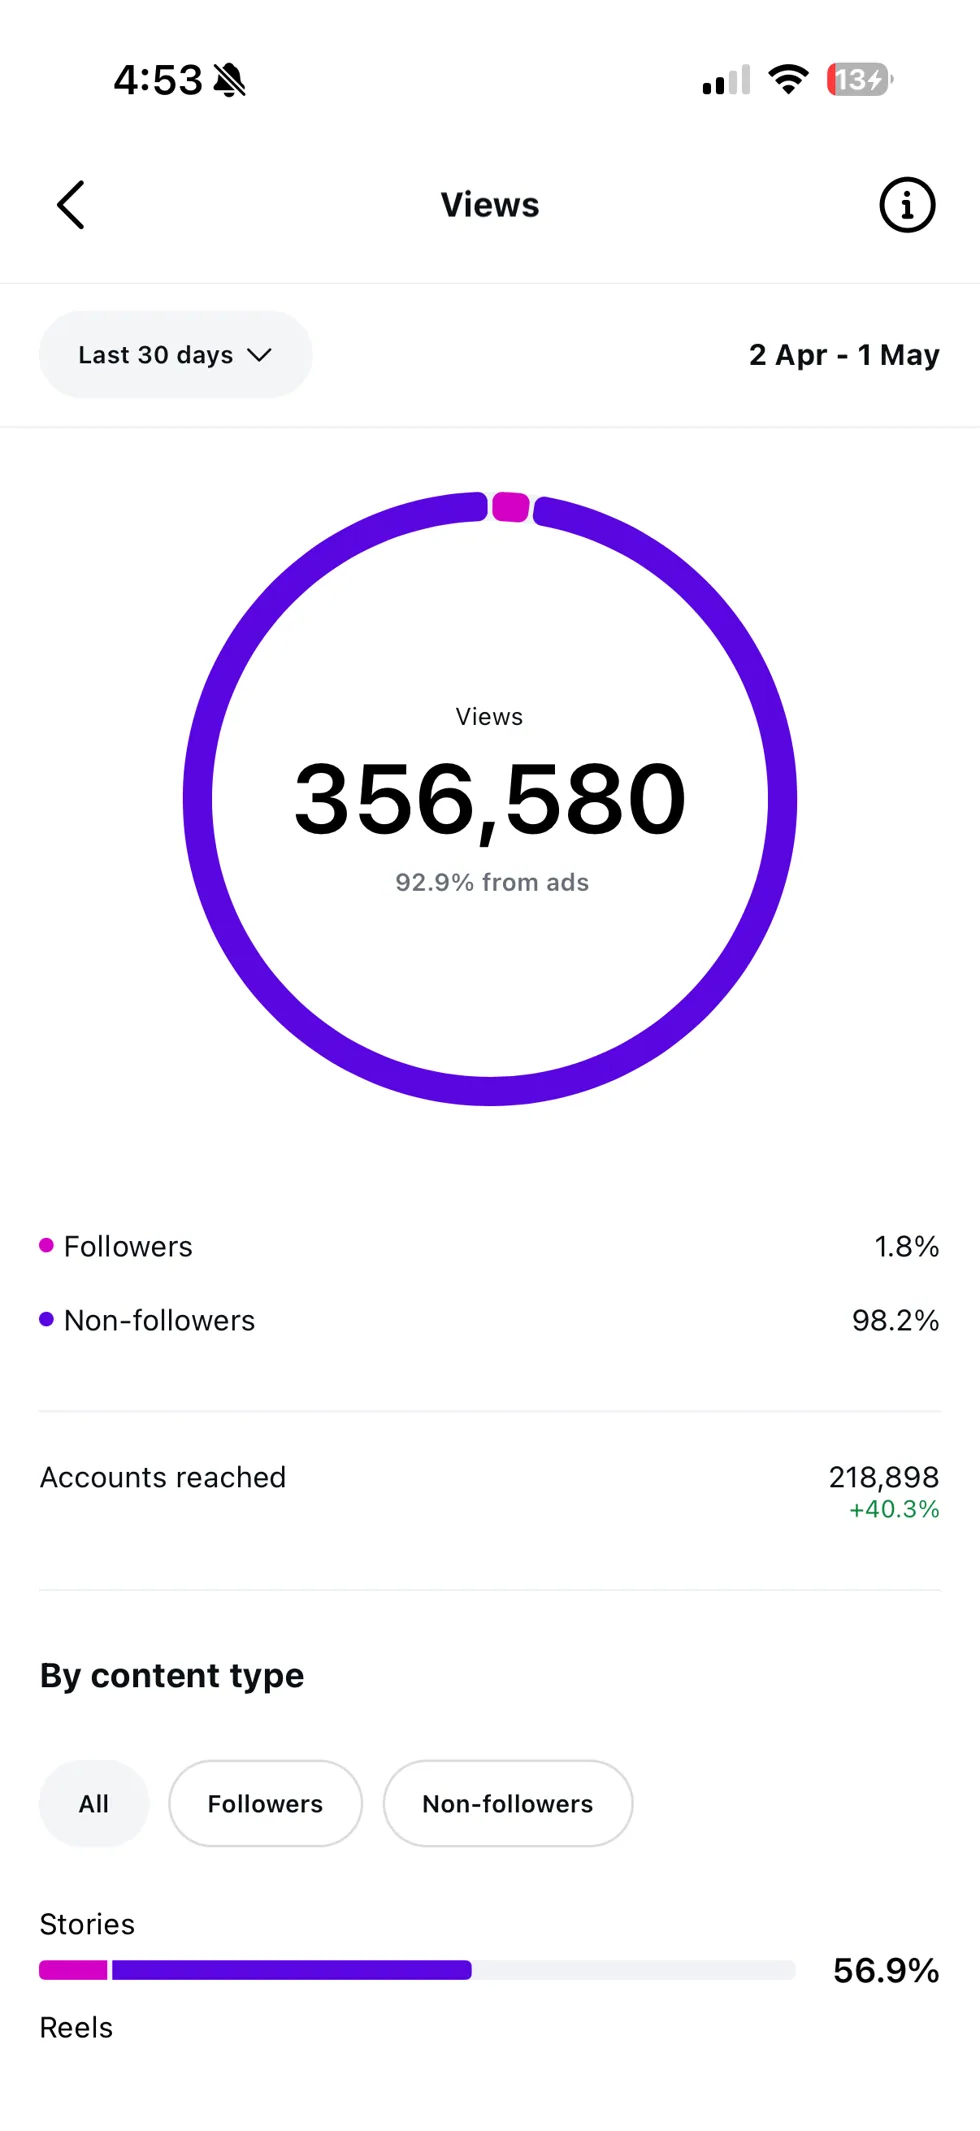 4:53
13
Views
Last 30 days
2 Apr - 1 May
Views
356,580
92.9% from ads
Followers 1.8%
Non-followers 98.2%
Accounts reached 218,898
+40.3%
By content type
All Followers Non-followers
Stories
56.9%
Reels